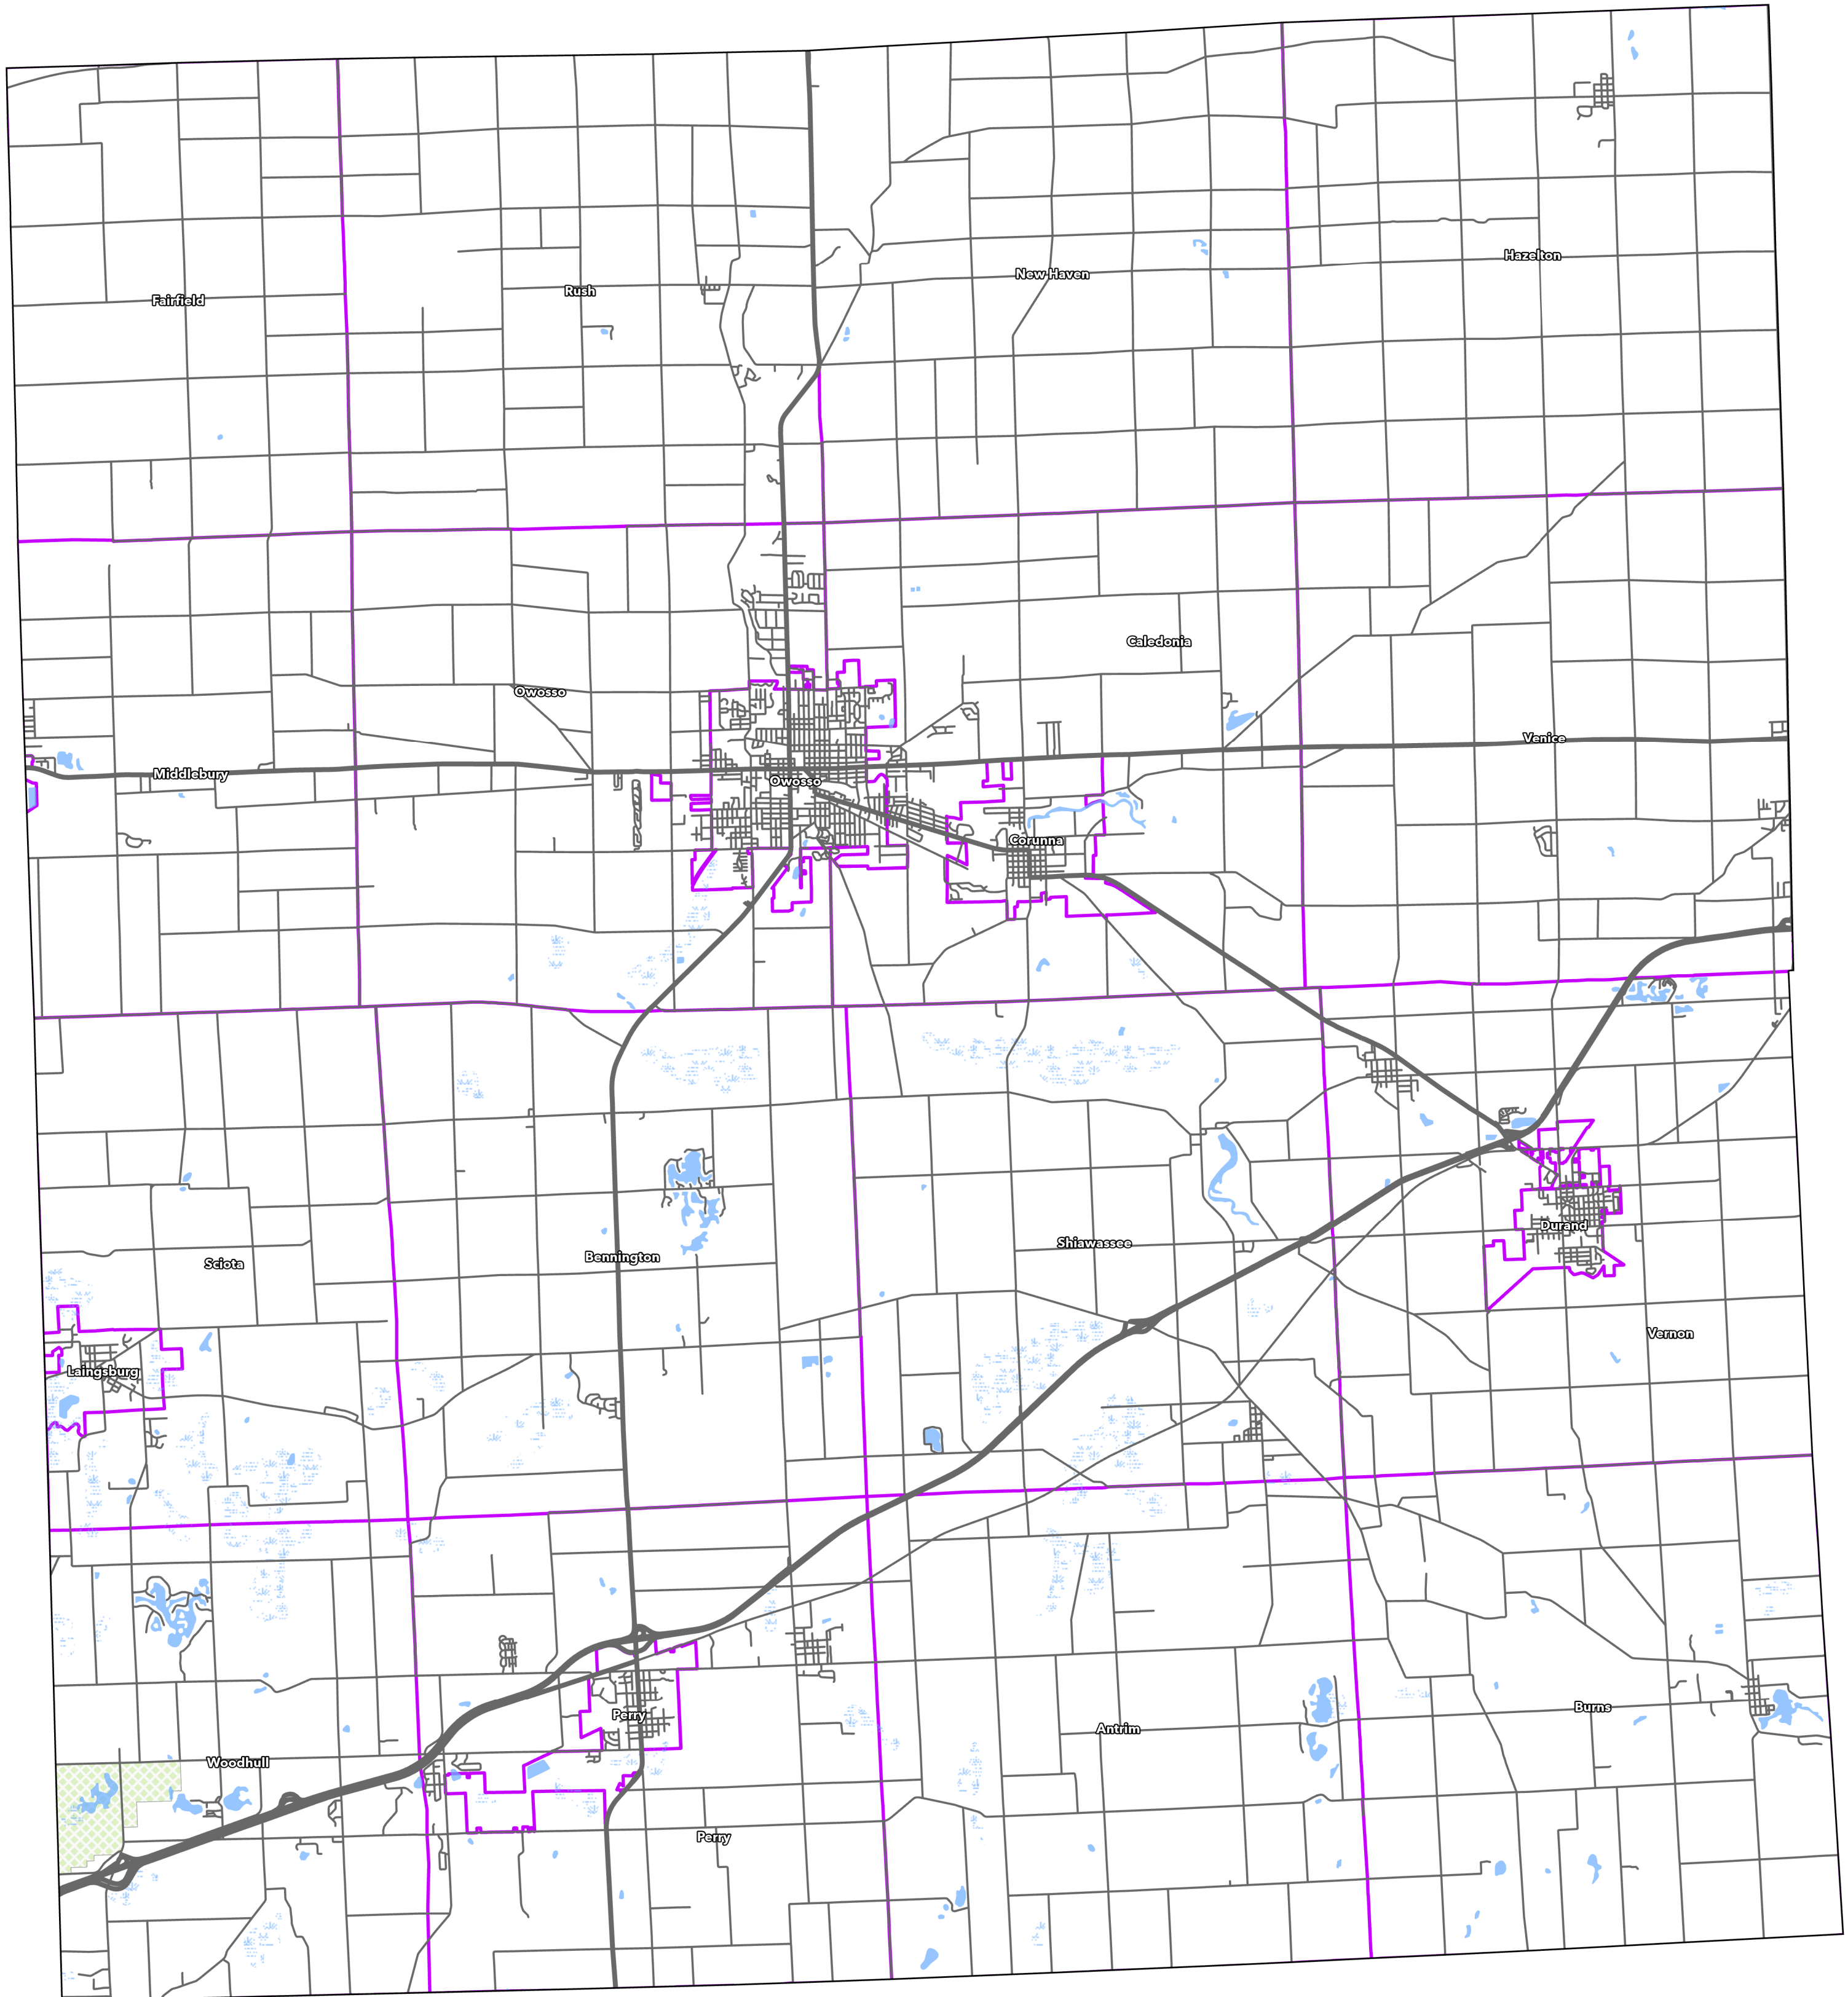 Hazelton
New Haven
Rush
Fairfield
Caledonia
Owosso
Venice
Middlebury
Owosso
Corunna
Durand
Shiawassee
Bennington
Sciota
Vernon
Laingsburg
Burns
Perry
Antrim
Woodhull
Perry